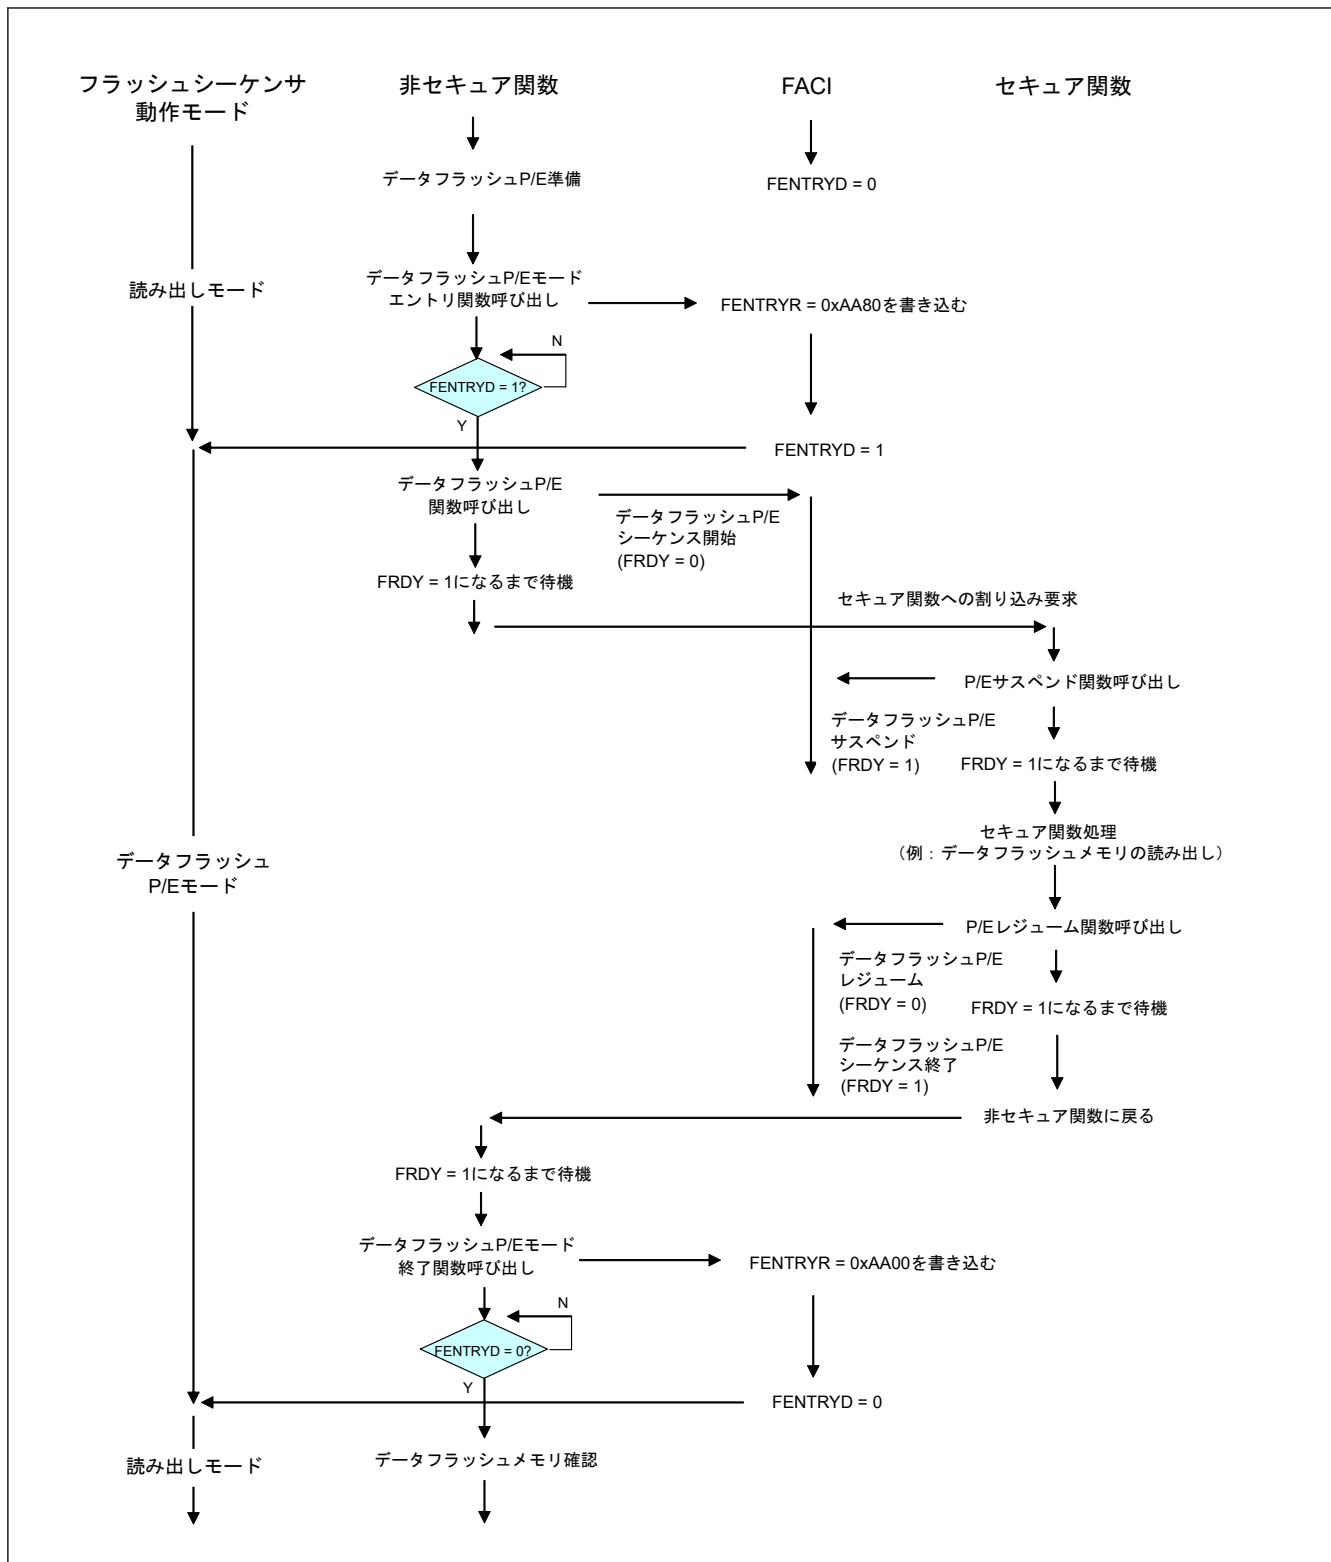 フラッシュシーケンサ
動作モード
非セキュア関数
FACI
セキュア関数
データフラッシュP/E準備
FENTRYD = 0
読み出しモード
データフラッシュP/Eモード
エントリ関数呼び出し
FENTRYR = 0xAA80を書き込む
N
FENTRYD = 1?
Y
FENTRYD = 1
データフラッシュP/E
関数呼び出し
データフラッシュP/E
シーケンス開始
(FRDY = 0)
FRDY = 1になるまで待機
セキュア関数への割り込み要求
P/Eサスペンド関数呼び出し
データフラッシュP/E
サスペンド
(FRDY = 1)
FRDY = 1になるまで待機
セキュア関数処理
（例：データフラッシュメモリの読み出し）
データフラッシュ
P/Eモード
P/Eレジューム関数呼び出し
データフラッシュP/E
レジューム
(FRDY = 0)
FRDY = 1になるまで待機
データフラッシュP/E
シーケンス終了
(FRDY = 1)
非セキュア関数に戻る
FRDY = 1になるまで待機
データフラッシュP/Eモード
終了関数呼び出し
FENTRYR = 0xAA00を書き込む
N
FENTRYD = 0?
Y
FENTRYD = 0
読み出しモード
データフラッシュメモリ確認